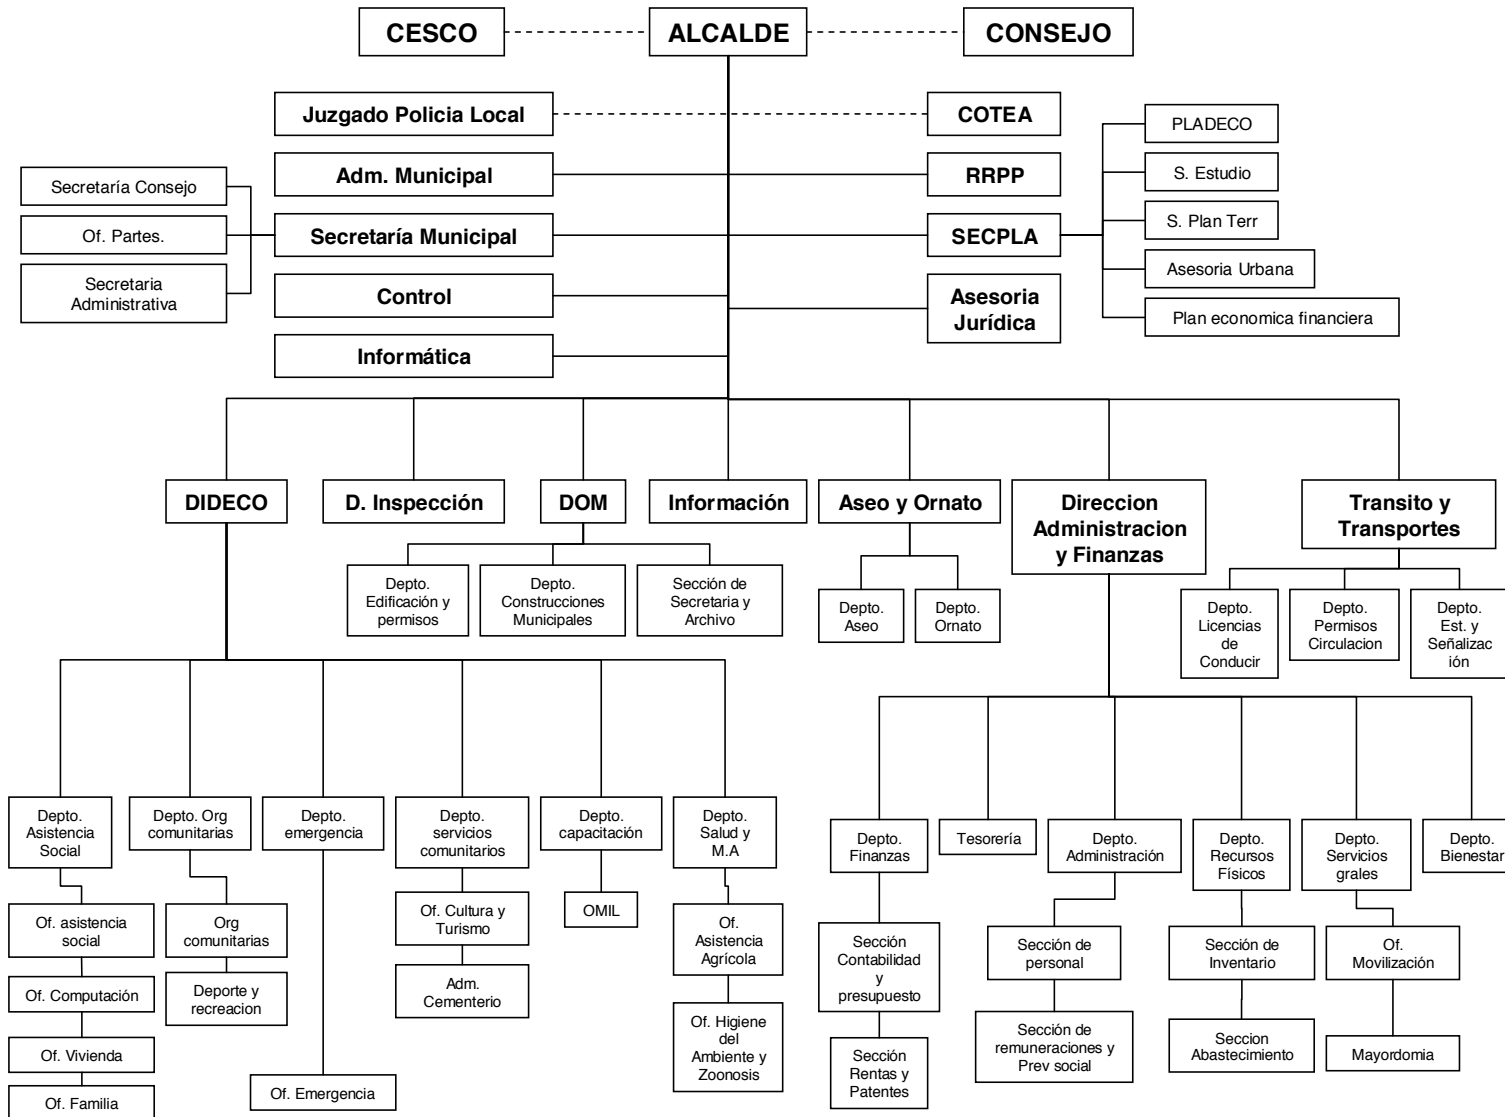 CESCO
ALCALDE
CONSEJO
Juzgado Policia Local
COTEA
PLADECO
Adm. Municipal
RRPP
S. Estudio
Secretaría Consejo
Of. Partes.
Secretaría Municipal
SECPLA
S. Plan Terr
Secretaria
Administrativa
Control
Asesoria
Jurídica
Asesoria Urbana
Plan economica financiera
Informática
DIDECO
D. Inspección
DOM
Información
Aseo y Ornato
Direccion
Administracion
y Finanzas
Transito y
Transportes
Depto.
Edificación y
permisos
Depto.
Construcciones
Municipales
Sección de
Secretaria y
Archivo
Depto.
Aseo
Depto.
Ornato
Depto.
Licencias
de
Conducir
Depto.
Permisos
Circulacion
Depto.
Est. y
Señalizac
ión
Depto.
Asistencia
Social
Depto. Org
comunitarias
Depto.
emergencia
Depto.
servicios
comunitarios
Depto.
capacitación
Depto.
Salud y
M.A
Depto.
Finanzas
Tesorería
Depto.
Administración
Depto.
Recursos
Físicos
Depto.
Servicios
grales
Depto.
Bienestar
Of. asistencia
social
Org
comunitarias
Of. Cultura y
Turismo
OMIL
Of.
Asistencia
Agrícola
Sección
Contabilidad
y
presupuesto
Sección de
personal
Sección de
Inventario
Of.
Movilización
Of. Computación
Deporte y
recreacion
Adm.
Cementerio
Of. Higiene
del
Ambiente y
Zoonosis
Sección
Rentas y
Patentes
Sección de
remuneraciones y
Prev social
Seccion
Abastecimiento
Mayordomia
Of. Vivienda
Of. Emergencia
Of. Familia